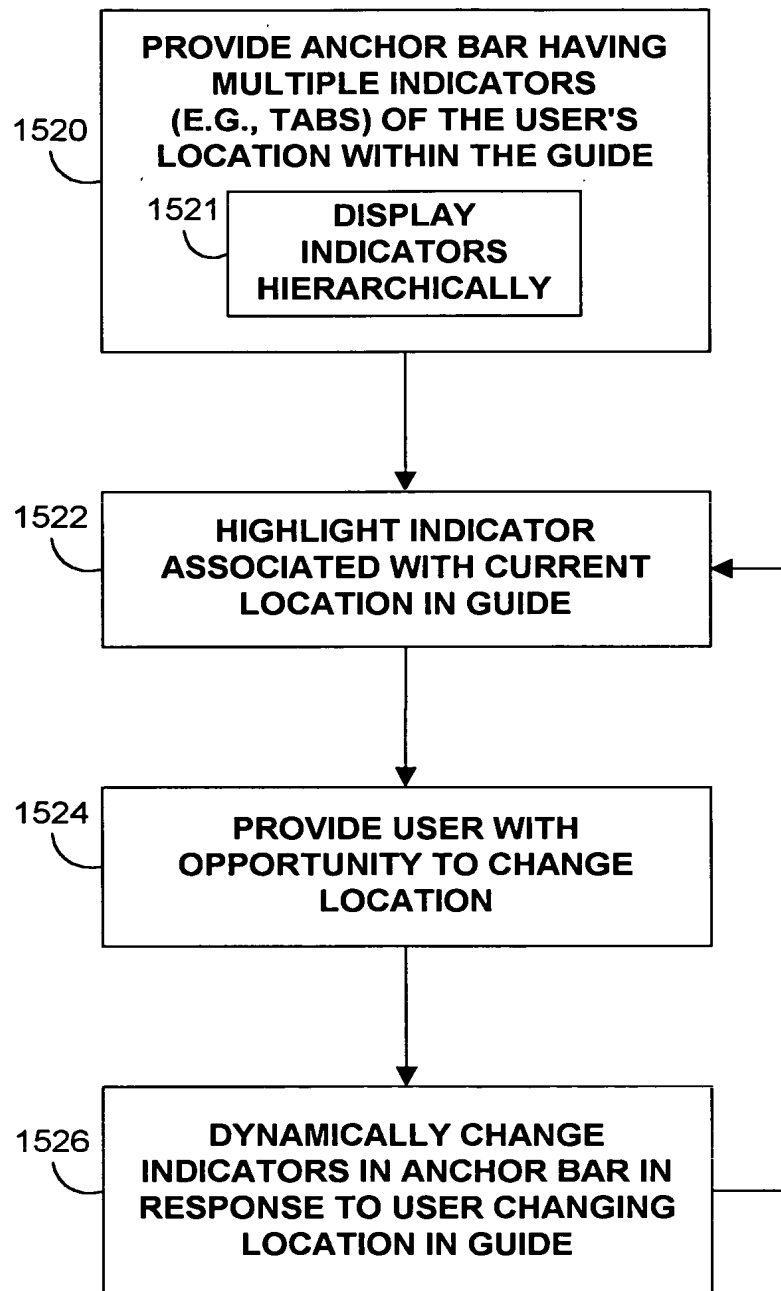 PROVIDE ANCHOR BAR HAVING
MULTIPLE INDICATORS
(E.G., TABS) OF THE USER'S
LOCATION WITHIN THE GUIDE
1520
1521
DISPLAY
INDICATORS
HIERARCHICALLY
1522
HIGHLIGHT INDICATOR
ASSOCIATED WITH CURRENT
LOCATION IN GUIDE
1524
PROVIDE USER WITH
OPPORTUNITY TO CHANGE
LOCATION
1526
DYNAMICALLY CHANGE
INDICATORS IN ANCHOR BAR IN
RESPONSE TO USER CHANGING
LOCATION IN GUIDE